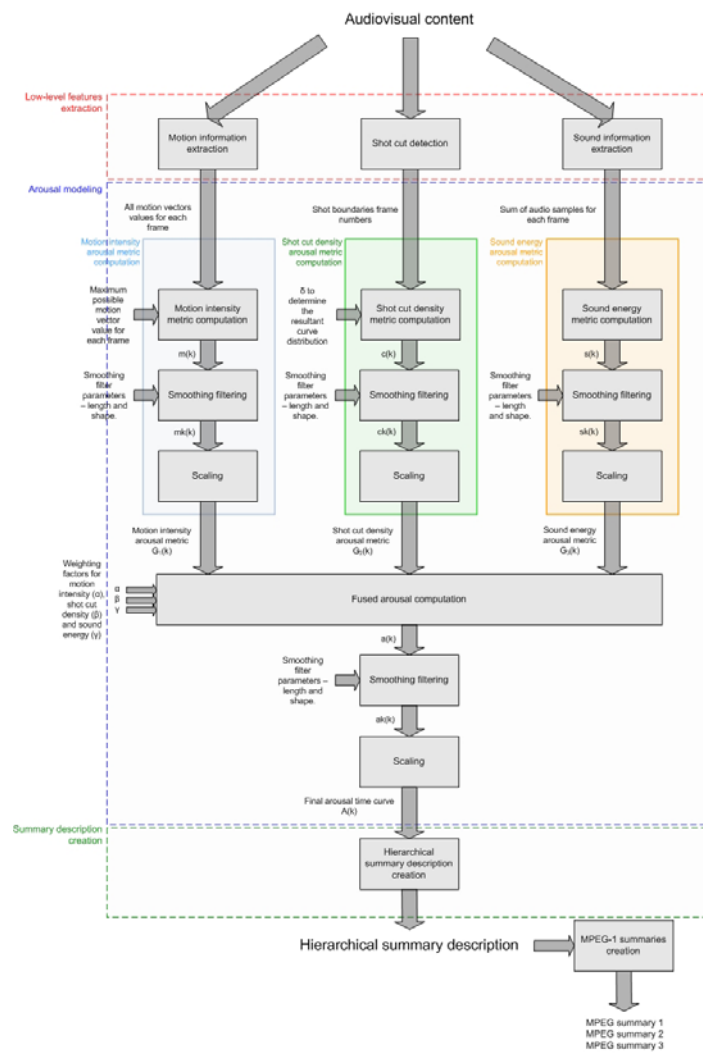 Audiovisual content
Low-level features
extraction
Motion information
extraction
Shot cut detection
Sound information
extraction
Arousal modeling
All motion vectors
values for each
frame
Shot boundaries frame
numbers
Sum of audio samples for
each frame
Motion intensity
arousal metric
computation
Shot cut density
arousal metric
computation
Sound energy
arousal metric
computation
Maximum
possible
motion
vector
value for
each frame
Motion intensity
metric computation
δ to
determine
the
resultant
curve
distribution
Shot cut density
metric computation
Sound energy
metric computation
m(k)
c(k)
s(k)
Smoothing
filter
parameters
– length and
shape.
Smoothing filtering
Smoothing
filter
parameters
– length and
shape.
Smoothing filtering
Smoothing
filter
parameters
– length
and shape.
Smoothing filtering
mk(k)
ck(k)
sk(k)
Scaling
Scaling
Scaling
Motion intensity
arousal metric
G₁(k)
Shot cut density
arousal metric
G₂(k)
Sound energy
arousal metric
G₃(k)
Weighting
factors for
motion
intensity (α),
shot cut
density (β)
and sound
energy (γ)
α
β
γ
Fused arousal computation
a(k)
Smoothing
filter
parameters –
length and
shape.
Smoothing filtering
ak(k)
Scaling
Final arousal time curve
A(k)
Summary description
creation
Hierarchical
summary description
creation
Hierarchical summary description
MPEG-1 summaries
creation
MPEG summary 1
MPEG summary 2
MPEG summary 3